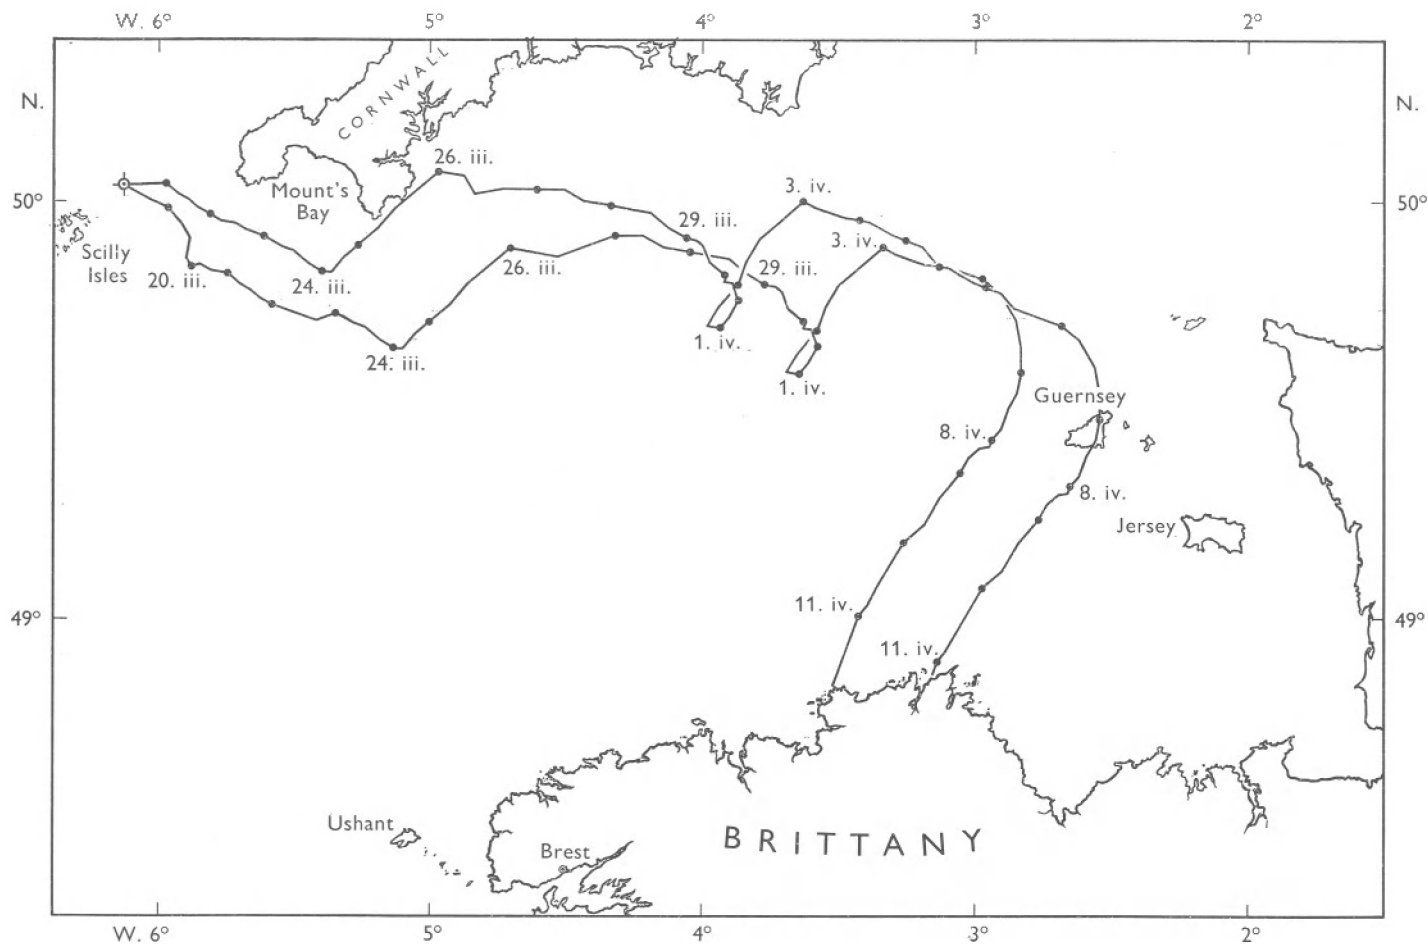 W. 6° 5° 4° 3° 2°
N. N.
CORNWALL
26. iii.
Mount's
Bay
3. iv.
50° 50°
29. iii.
3. iv.
Scilly
Isles
20. iii.
24. iii.
26. iii.
29. iii.
1. iv.
24. iii.
1. iv.
Guernsey
8. iv.
8. iv.
Jersey
11. iv.
49° 49°
11. iv.
Ushant
Brest
BRITTANY
W. 6° 5° 4° 3° 2°